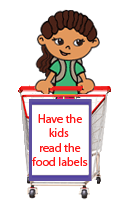 Have the
kids
read the
food labels